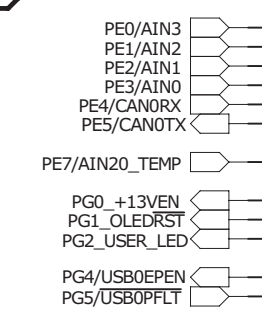 PE0/AIN3
PE1/AIN2
PE2/AIN1
PE3/AIN0
PE4/CAN0RX
PE5/CAN0TX
PE7/AIN20_TEMP
PG0_+13VEN
PG1_OLEDRST
PG2_USER_LED
PG4/USB0EPEN
PG5/USB0PFLT